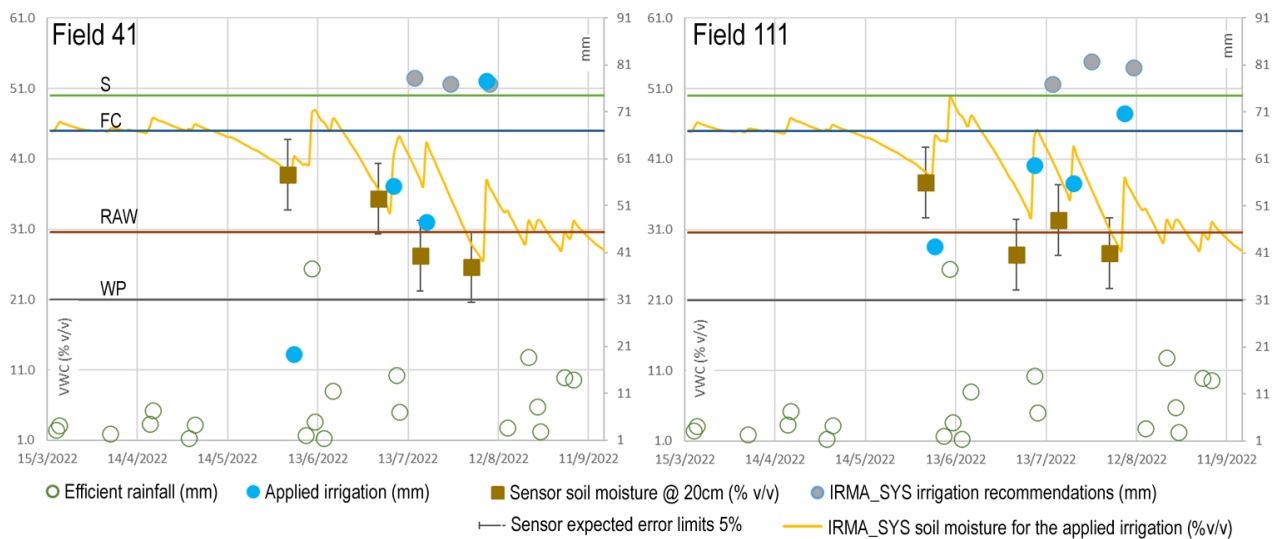 Field 41
Field 111
61.0
51.0
41.0
31.0
21.0
11.0
1.0
91
81
71
61
51
41
31
21
11
1
mm
VWC (% v/v)
S
FC
RAW
WP
15/3/2022 14/4/2022 14/5/2022 13/6/2022 13/7/2022 12/8/2022 11/9/2022
61.0
51.0
41.0
31.0
21.0
11.0
1.0
91
81
71
61
51
41
31
21
11
1
mm
VWC (% v/v)
15/3/2022 14/4/2022 14/5/2022 13/6/2022 13/7/2022 12/8/2022 11/9/2022
Efficient rainfall (mm) Applied irrigation (mm) Sensor soil moisture @ 20cm (% v/v) IRMA_SYS irrigation recommendations (mm)
Sensor expected error limits 5% IRMA_SYS soil moisture for the applied irrigation (%v/v)